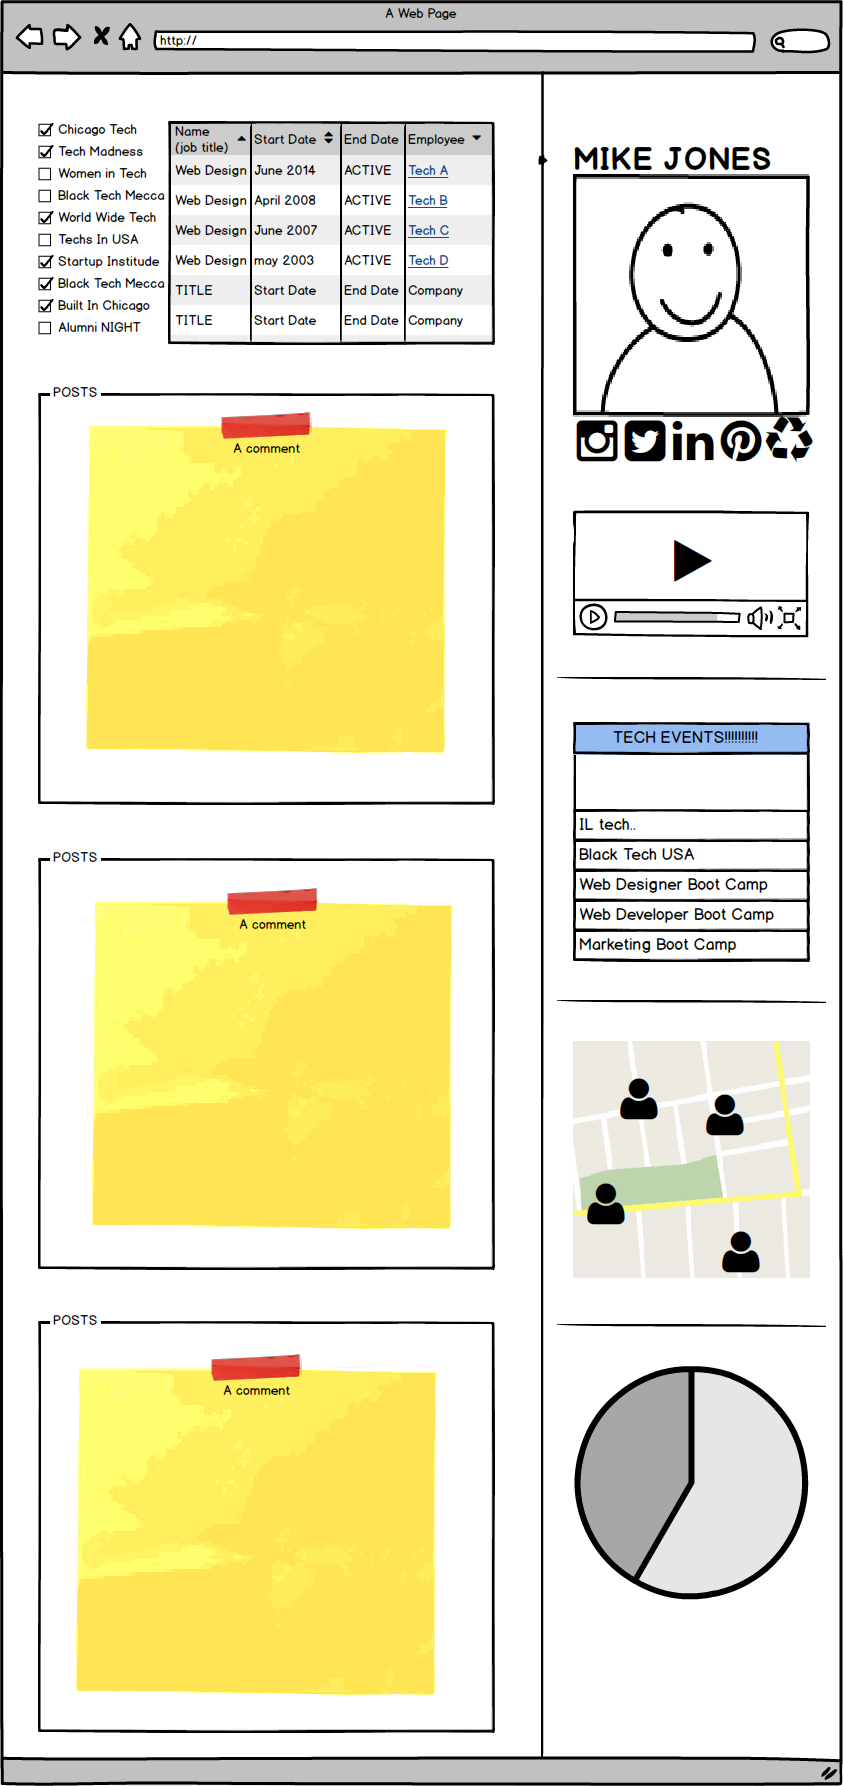 A Web Page
http://
Chicago Tech
Tech Madness
Women in Tech
Black Tech Mecca
World Wide Tech
Techs In USA
Startup Institude
Black Tech Mecca
Built In Chicago
Alumni NIGHT
Name
(job title) Start Date End Date Employee
Web Design June 2014 ACTIVE Tech A
Web Design April 2008 ACTIVE Tech B
Web Design June 2007 ACTIVE Tech C
Web Design may 2003 ACTIVE Tech D
TITLE Start Date End Date Company
TITLE Start Date End Date Company
POSTS
A comment
POSTS
A comment
POSTS
A comment
MIKE JONES
in
TECH EVENTS!!!!!!!!!!
IL tech..
Black Tech USA
Web Designer Boot Camp
Web Developer Boot Camp
Marketing Boot Camp